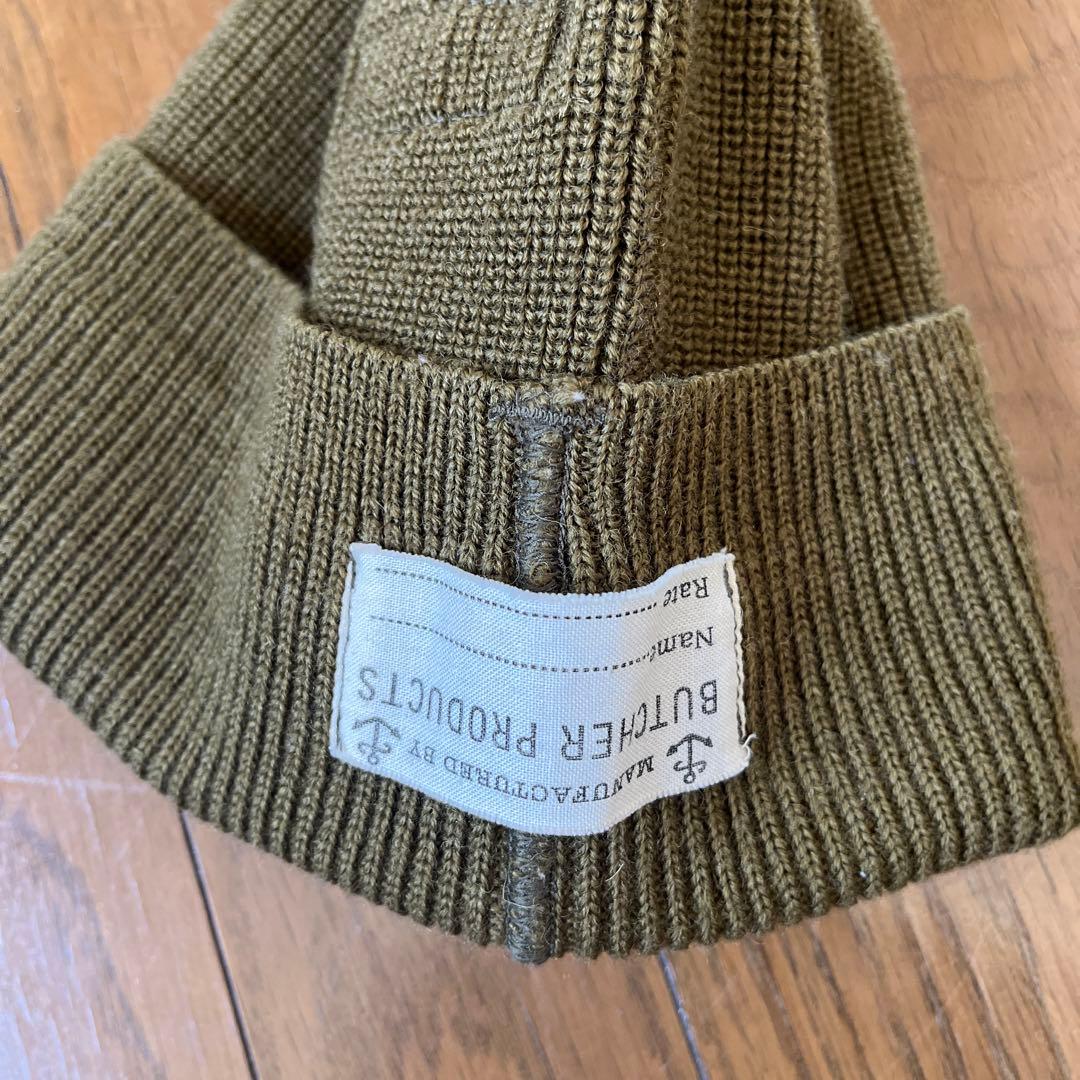 MANUFACTURED BY
BUTCHER PRODUCTS
Name
Rate